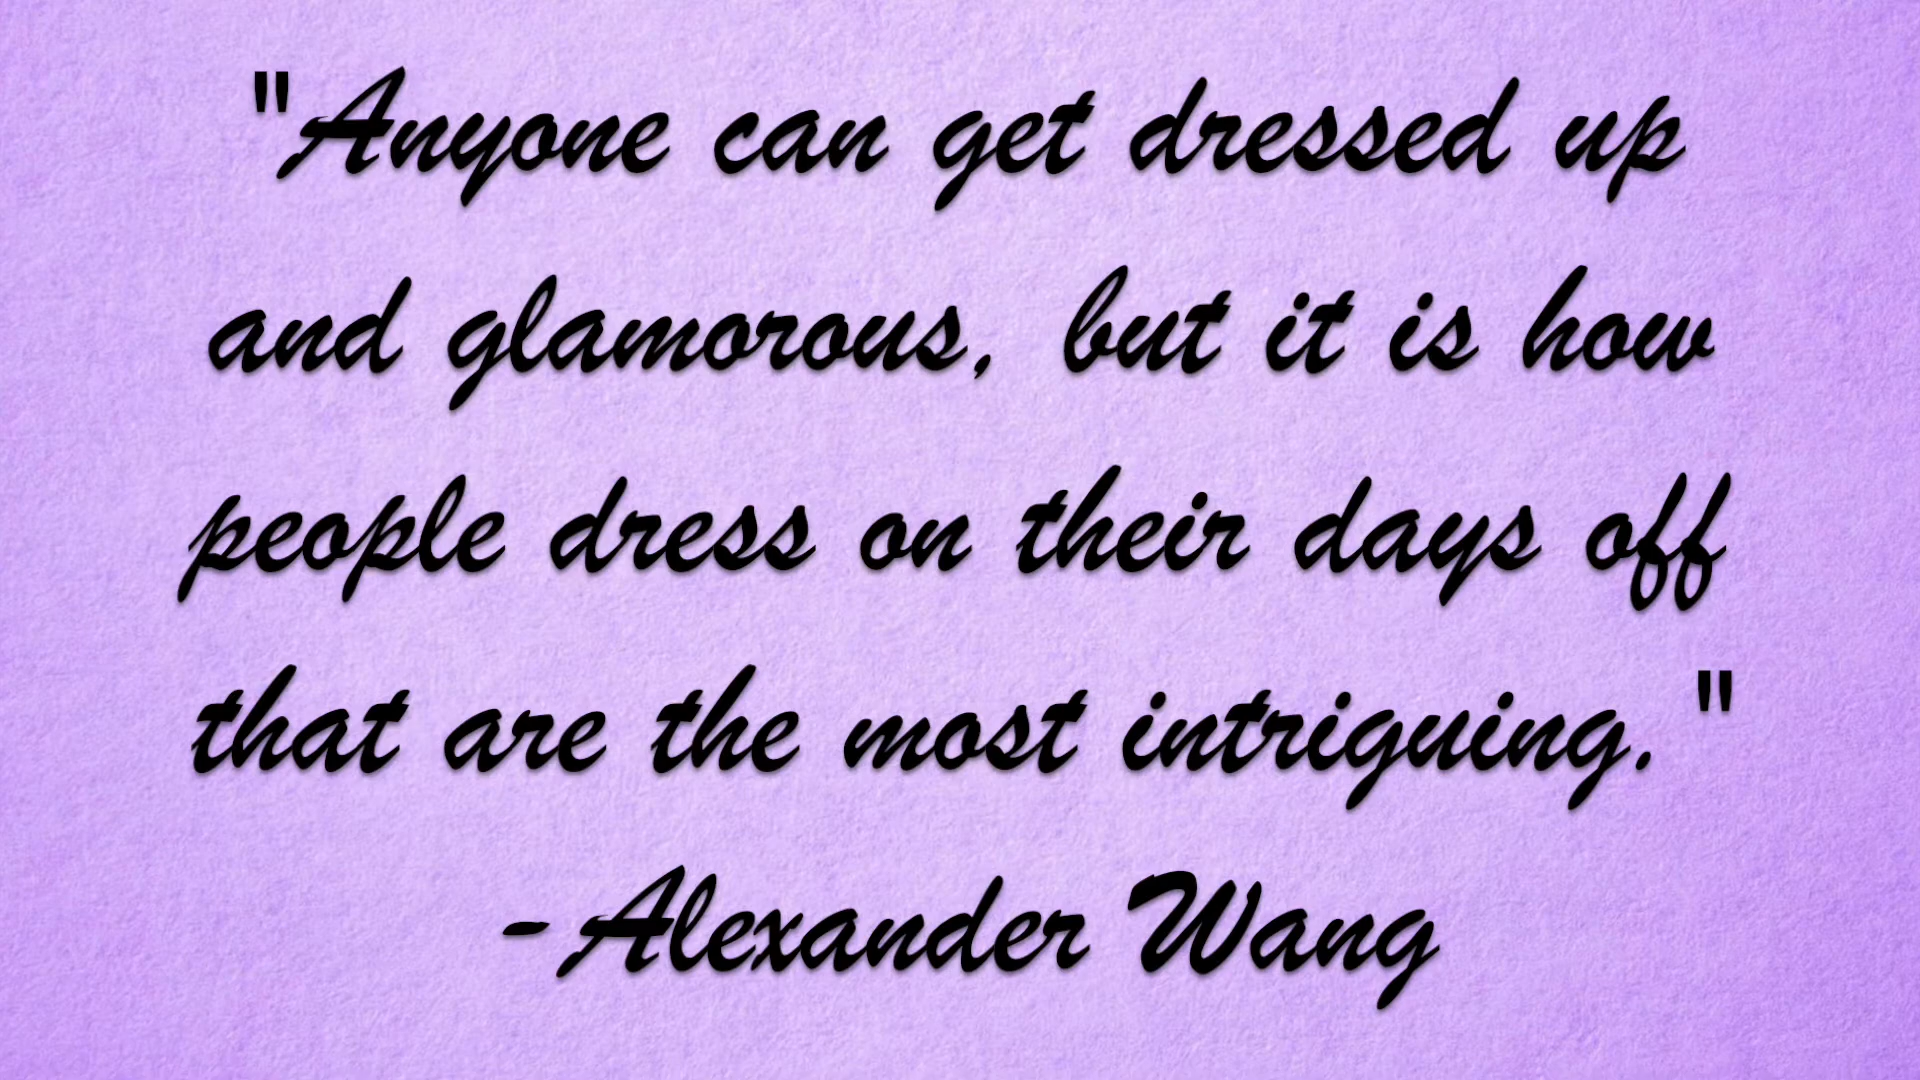 "Anyone can get dressed up
and glamorous, but it is how
people dress on their days off
that are the most intriguing."
-Alexander Wang